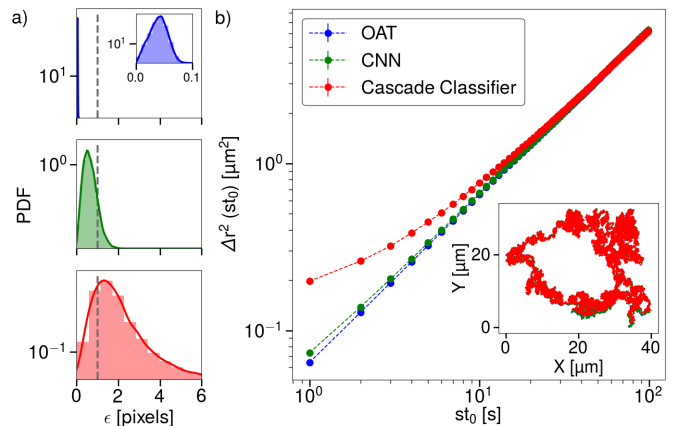 a)
b)
10¹
10¹
0.0
0.1
PDF
10⁰
10⁻¹
0
2
4
6
ϵ [pixels]
Δr² (st₀) [μm²]
10⁰
10⁻¹
OAT
CNN
Cascade Classifier
Y [μm]
20
0
0
20
40
X [μm]
10⁰
10¹
10²
st₀ [s]